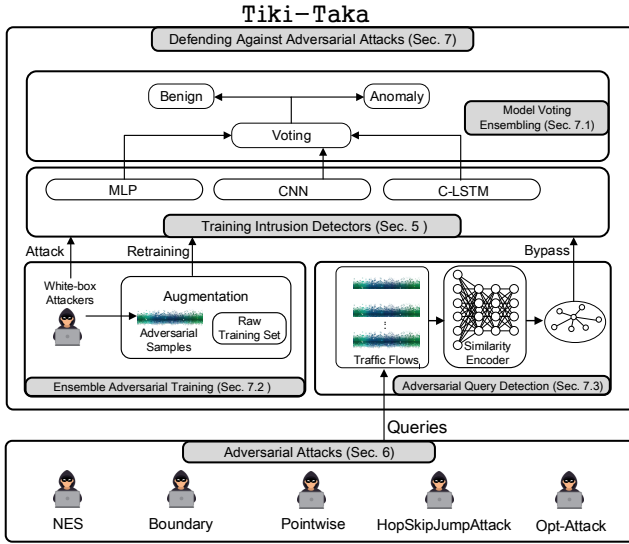 Tiki-Taka
Defending Against Adversarial Attacks (Sec. 7)
Benign
Anomaly
Model Voting
Ensembling (Sec. 7.1)
Voting
MLP
CNN
C-LSTM
Training Intrusion Detectors (Sec. 5 )
Attack
Retraining
Bypass
White-box
Attackers
Augmentation
Adversarial
Samples
Raw
Training Set
Ensemble Adversarial Training (Sec. 7.2 )
⋮
Traffic Flows
Similarity
Encoder
Adversarial Query Detection (Sec. 7.3)
Queries
Adversarial Attacks (Sec. 6)
NES
Boundary
Pointwise
HopSkipJumpAttack
Opt-Attack